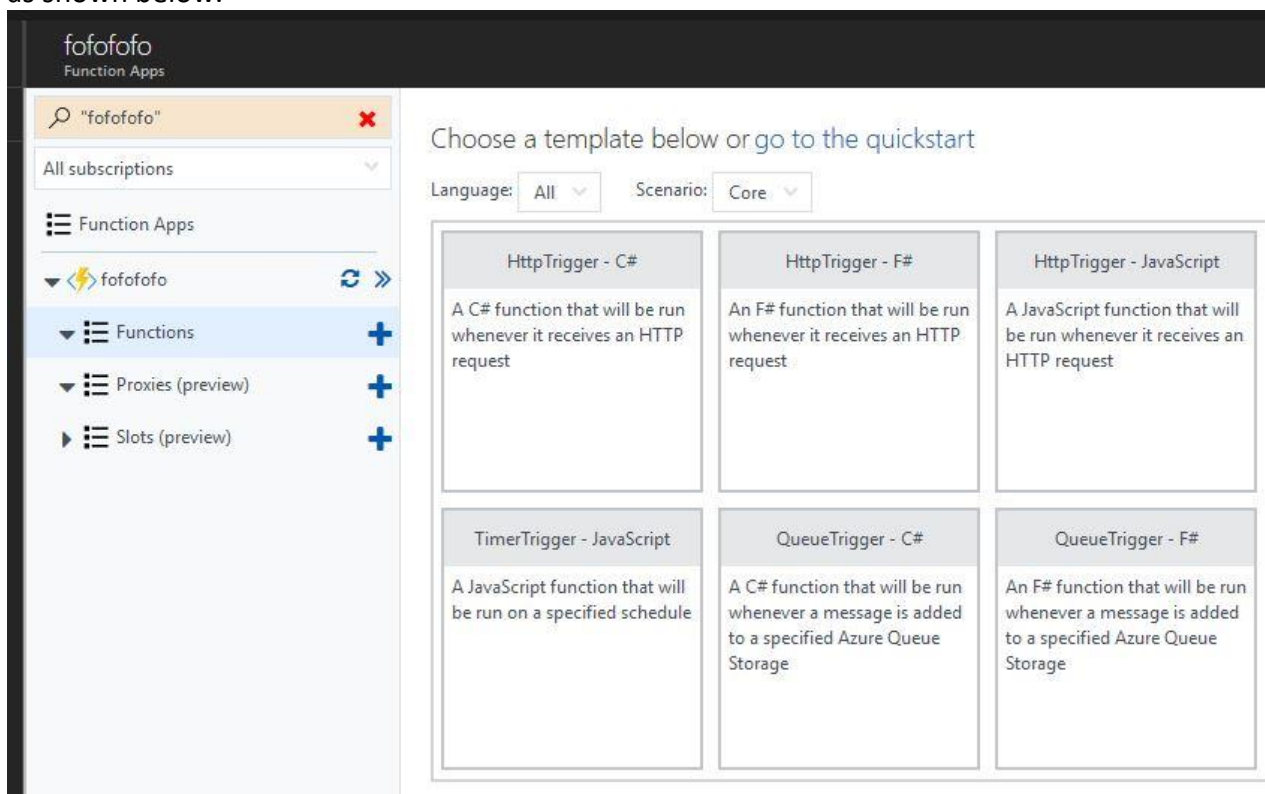 as shown below:
fofofofo
Function Apps
"fofofofo"
All subscriptions
Function Apps
fofofofo
Functions
Proxies (preview)
Slots (preview)
Choose a template below or go to the quickstart
Language: All Scenario: Core
HttpTrigger - C#
A C# function that will be run
whenever it receives an HTTP
request
HttpTrigger - F#
An F# function that will be run
whenever it receives an HTTP
request
HttpTrigger - JavaScript
A JavaScript function that will
be run whenever it receives an
HTTP request
TimerTrigger - JavaScript
A JavaScript function that will
be run on a specified schedule
QueueTrigger - C#
A C# function that will be run
whenever a message is added
to a specified Azure Queue
Storage
QueueTrigger - F#
An F# function that will be run
whenever a message is added
to a specified Azure Queue
Storage